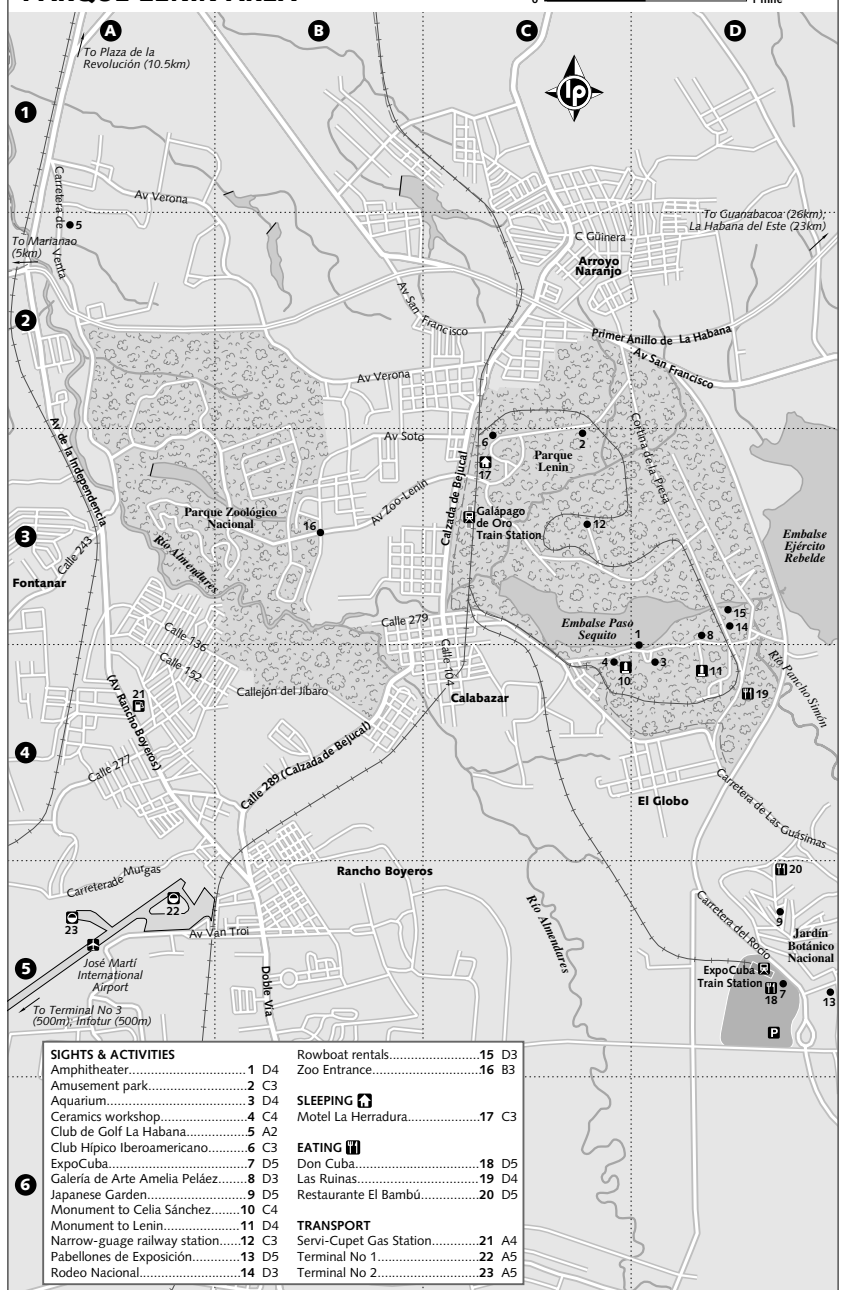 A
B
C
D
0
1 mile
To Plaza de la
Revolución (10.5km)
lp
1
Carretera de Venta
Av Verona
5
To Marianao
(5km)
To Guanabacoa (26km);
La Habana del Este (23km)
C Güinera
Arroyo
Naranjo
2
Av San Francisco
Primer Anillo de La Habana
Av San Francisco
Av Verona
Av de la Independencia
Av Soto
6
2
Calzada de Bejucal
17
Parque
Lenin
Cortina de la Presa
Parque Zoológico
Nacional
16
Av Zoo-Lenin
Galápago
de Oro
Train Station
12
3
Calle 243
Río Almendares
Fontanar
Embalse
Ejército
Rebelde
Embalse Paso
Sequito
15
14
Calle 279
1
8
Calle 136
4
10
3
11
Calle 152
Calle 104
Río Pancho Simón
19
21
Callejón del Jíbaro
Calabazar
(Av Rancho Boyeros)
4
Calle 277
Calle 289 (Calzada de Bejucal)
El Globo
Carretera de Las Guásimas
Carreterade Murgas
Rancho Boyeros
20
22
23
Av Van Troi
Río Almendares
Carretera del Rocío
9
Jardín
Botánico
Nacional
5
José Martí
International
Airport
Doble Vía
ExpoCuba
Train Station
18
7
13
To Terminal No 3
(500m); Infotur (500m)
P
6
SIGHTS & ACTIVITIES
Amphitheater 1 D4
Amusement park 2 C3
Aquarium 3 D4
Ceramics workshop 4 C4
Club de Golf La Habana 5 A2
Club Hípico Iberoamericano 6 C3
ExpoCuba 7 D5
Galería de Arte Amelia Peláez 8 D3
Japanese Garden 9 D5
Monument to Celia Sánchez 10 C4
Monument to Lenin 11 D4
Narrow-guage railway station 12 C3
Pabellones de Exposición 13 D5
Rodeo Nacional 14 D3
Rowboat rentals 15 D3
Zoo Entrance 16 B3
SLEEPING
Motel La Herradura 17 C3
EATING
Don Cuba 18 D5
Las Ruinas 19 D4
Restaurante El Bambú 20 D5
TRANSPORT
Servi-Cupet Gas Station 21 A4
Terminal No 1 22 A5
Terminal No 2 23 A5